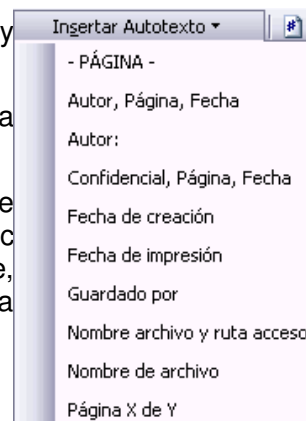 y
Insertar Autotexto
- PÁGINA -
a
Autor, Página, Fecha
Autor:
Confidencial, Página, Fecha
e
Fecha de creación
c
Fecha de impresión
e,
a
Guardado por
Nombre archivo y ruta acceso
Nombre de archivo
Página X de Y